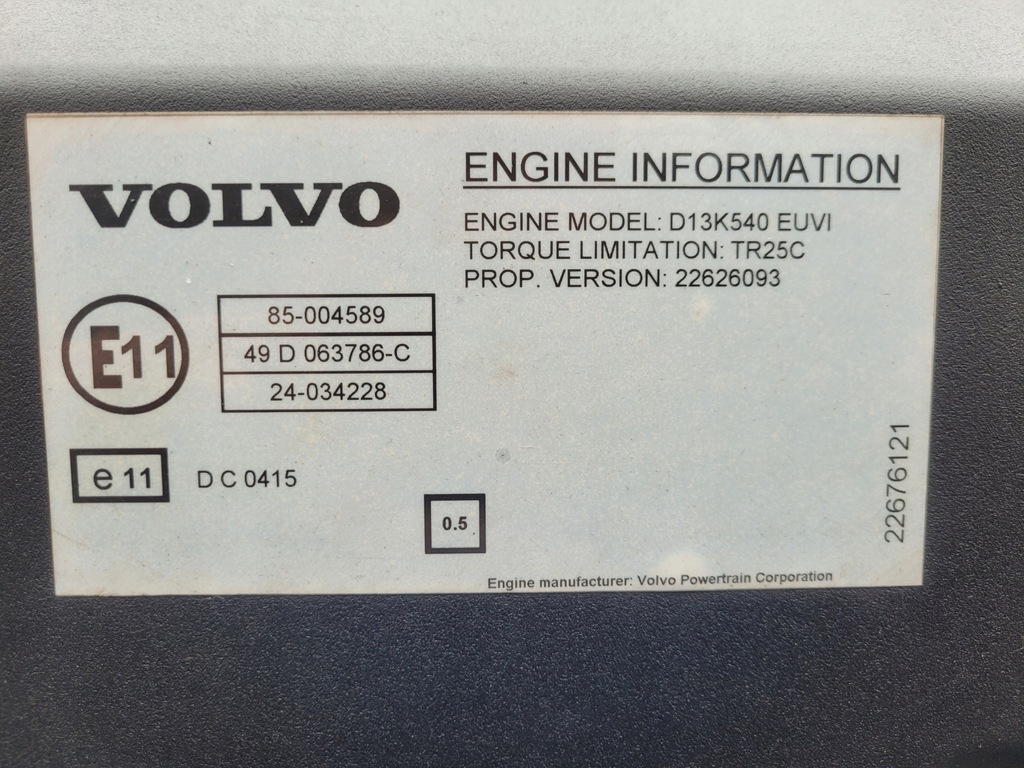 VOLVO
ENGINE INFORMATION
ENGINE MODEL: D13K540 EUVI
TORQUE LIMITATION: TR25C
PROP. VERSION: 22626093
E11
85-004589
49 D 063786-C
24-034228
e 11
D C 0415
0.5
22676121
Engine manufacturer: Volvo Powertrain Corporation